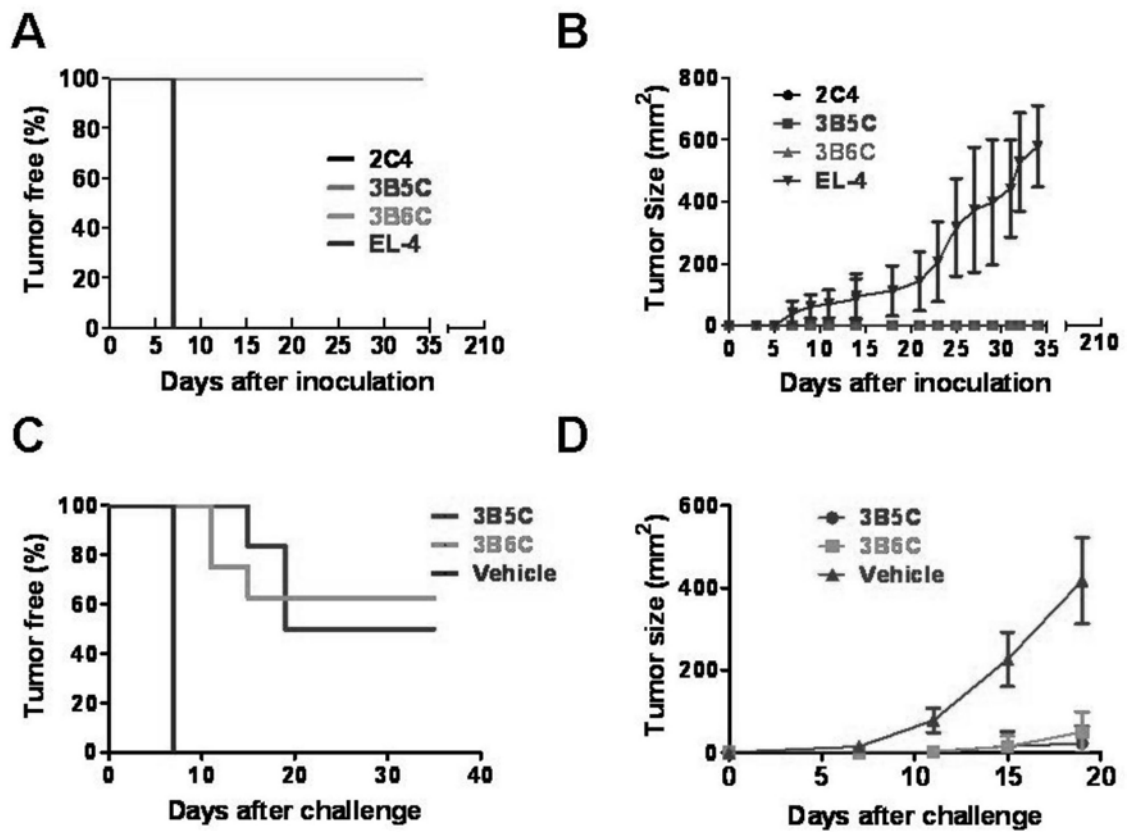 A
Tumor free (%)
100
80
60
40
20
0
2C4
3B5C
3B6C
EL-4
0 5 10 15 20 25 30 35 210
Days after inoculation
B
Tumor Size (mm²)
800
600
400
200
0
2C4
3B5C
3B6C
EL-4
0 5 10 15 20 25 30 35 210
Days after inoculation
C
Tumor free (%)
100
80
60
40
20
0
3B5C
3B6C
Vehicle
0 10 20 30 40
Days after challenge
D
Tumor size (mm²)
600
400
200
0
3B5C
3B6C
Vehicle
0 5 10 15 20
Days after challenge